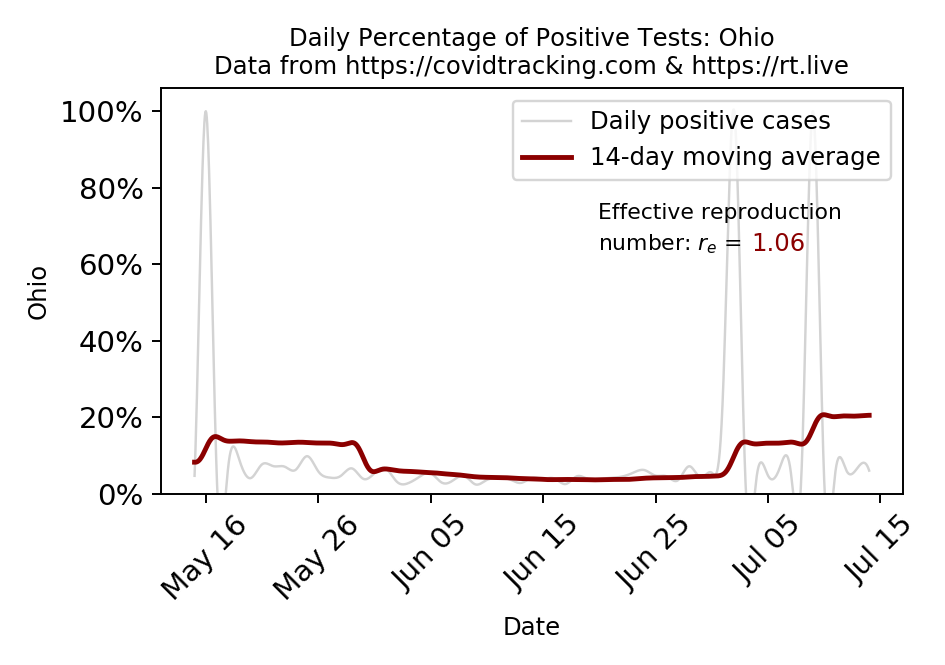 Daily Percentage of Positive Tests: Ohio
Data from https://covidtracking.com & https://rt.live
Daily positive cases
14-day moving average
Effective reproduction
number: rₑ = 1.06
100%
80%
60%
40%
20%
0%
Ohio
May 16
May 26
Jun 05
Jun 15
Jun 25
Jul 05
Jul 15
Date